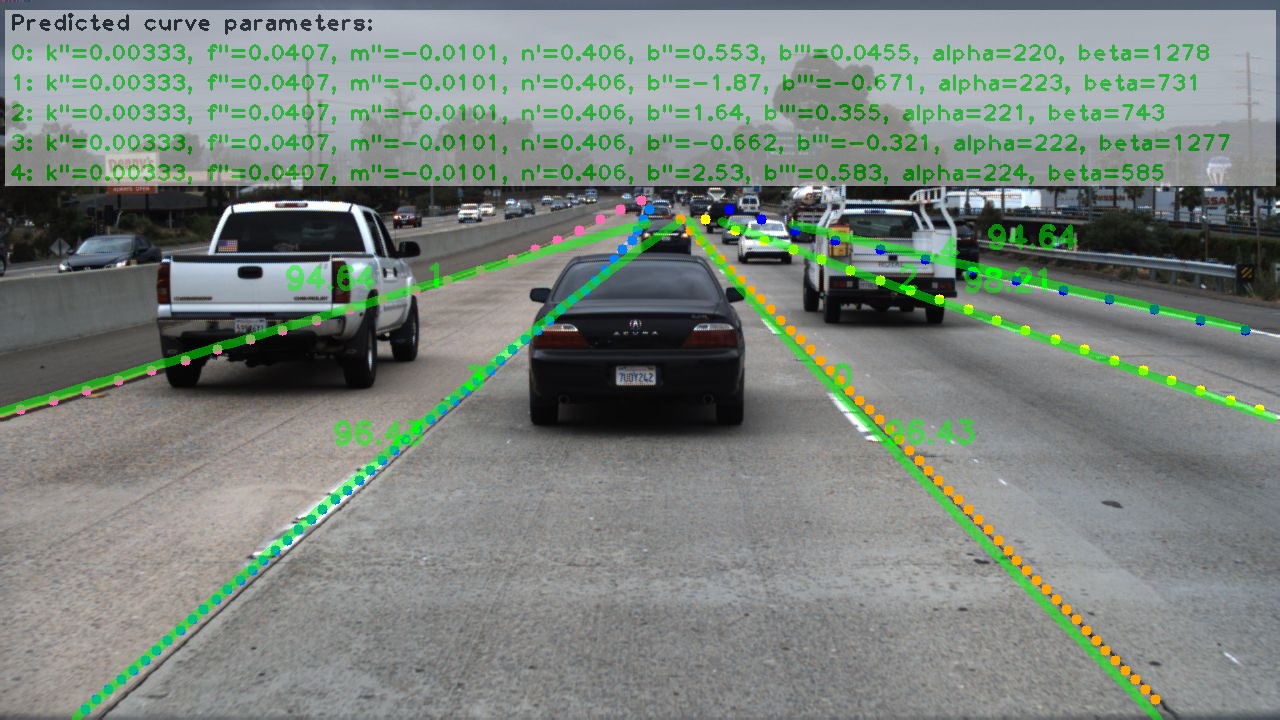 Predicted curve parameters:
0: k''=0.00333, f''=0.0407, m''=-0.0101, n'=0.406, b''=0.553, b'''=0.0455, alpha=220, beta=1278
1: k''=0.00333, f''=0.0407, m''=-0.0101, n'=0.406, b''=-1.87, b'''=-0.671, alpha=223, beta=731
2: k''=0.00333, f''=0.0407, m''=-0.0101, n'=0.406, b''=1.64, b'''=0.355, alpha=221, beta=743
3: k''=0.00333, f''=0.0407, m''=-0.0101, n'=0.406, b''=-0.662, b'''=-0.321, alpha=222, beta=1277
4: k''=0.00333, f''=0.0407, m''=-0.0101, n'=0.406, b''=2.53, b'''=0.583, alpha=224, beta=585
Denny's
4 94.64
94.64 1
2 98.21
ACURA
7UDY242
0
96.43
96.43